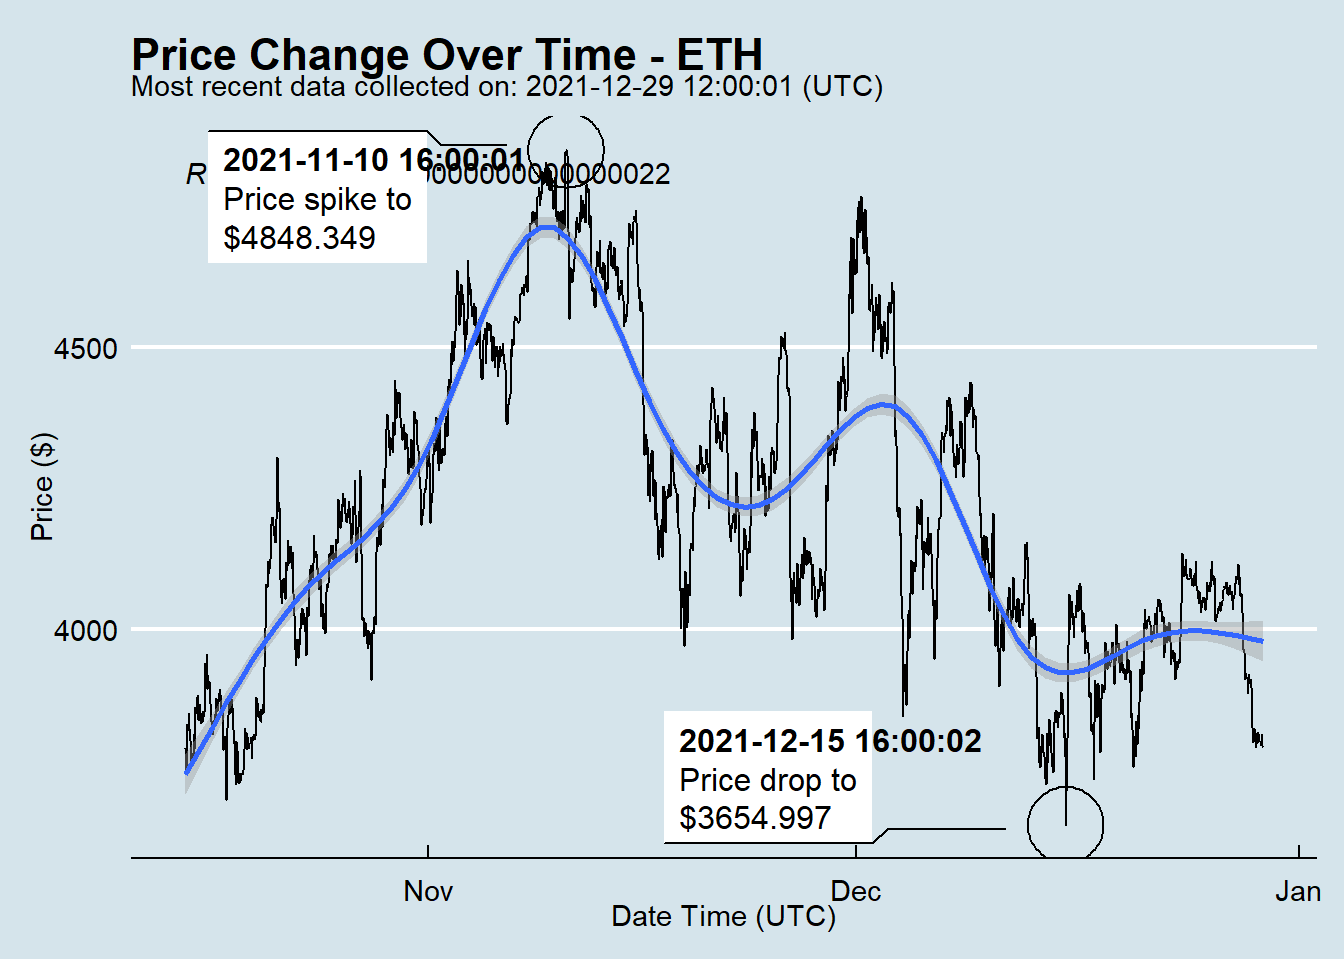 Price Change Over Time - ETH
Most recent data collected on: 2021-12-29 12:00:01 (UTC)
2021-11-10 16:00:01
Price spike to
$4848.349
4500
4000
Price ($)
2021-12-15 16:00:02
Price drop to
$3654.997
Nov
Dec
Jan
Date Time (UTC)